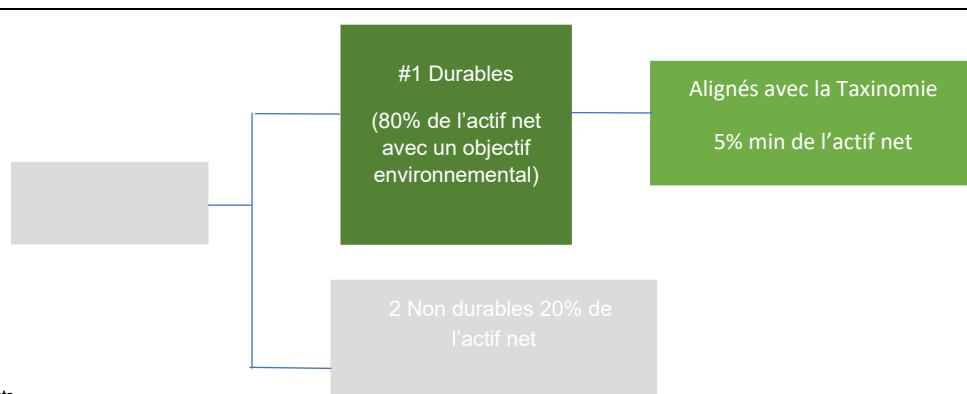 #1 Durables
(80% de l’actif net
avec un objectif
environnemental)
Alignés avec la Taxinomie
5% min de l’actif net
2 Non durables 20% de
l’actif net